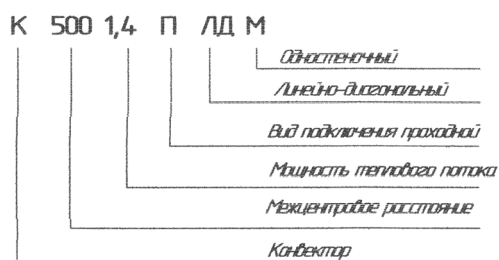 К 500 1,4 П ЛД М
Одностеночный
Линейно-диагональный
Вид подключения проходной
Мощность теплового потока
Межцентровое расстояние
Конвектор